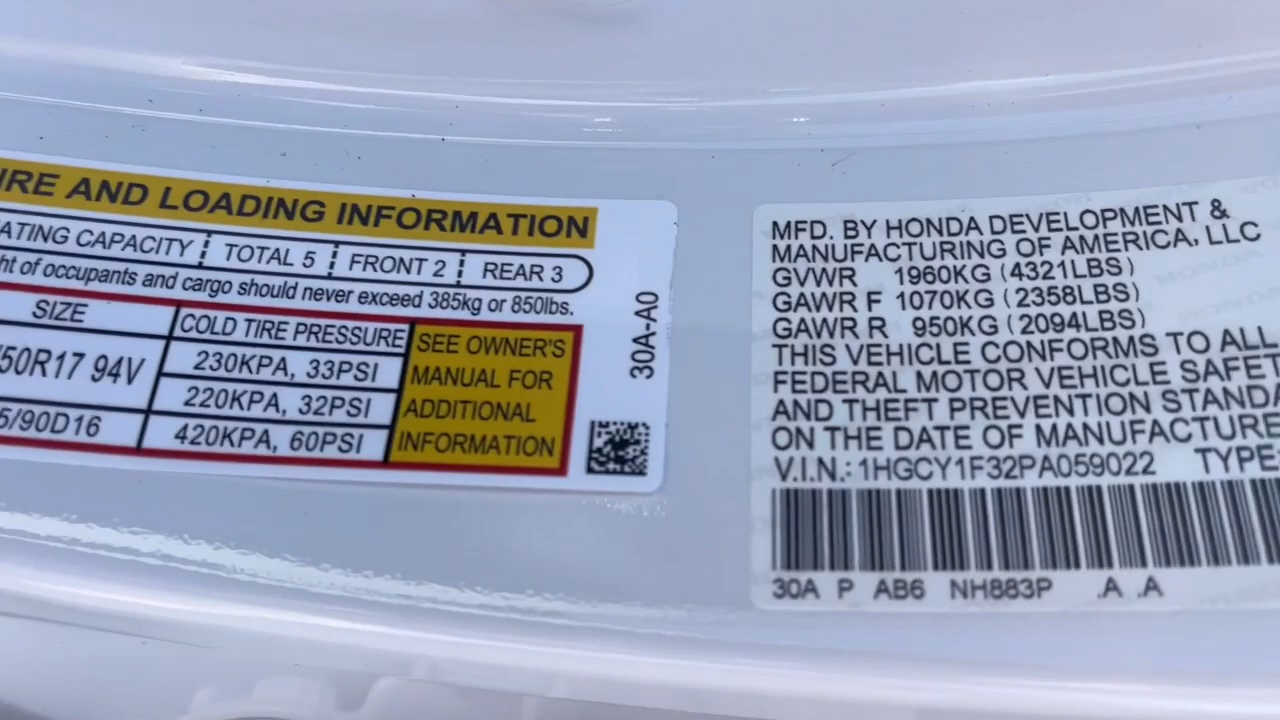 TIRE AND LOADING INFORMATION
ATING CAPACITY TOTAL 5 FRONT 2 REAR 3
ht of occupants and cargo should never exceed 385kg or 850lbs.
SIZE COLD TIRE PRESSURE SEE OWNER'S
50R17 94V 230KPA, 33PSI MANUAL FOR
220KPA, 32PSI ADDITIONAL
5/90D16 420KPA, 60PSI INFORMATION
30A-A0
MFD. BY HONDA DEVELOPMENT &
MANUFACTURING OF AMERICA, LLC
GVWR 1960KG (4321LBS)
GAWR F 1070KG (2358LBS)
GAWR R 950KG (2094LBS)
THIS VEHICLE CONFORMS TO ALL
FEDERAL MOTOR VEHICLE SAFET
AND THEFT PREVENTION STANDA
ON THE DATE OF MANUFACTURE
V.I.N.: 1HGCY1F32PA059022 TYPE:
30A P AB6 NH883P .A .A